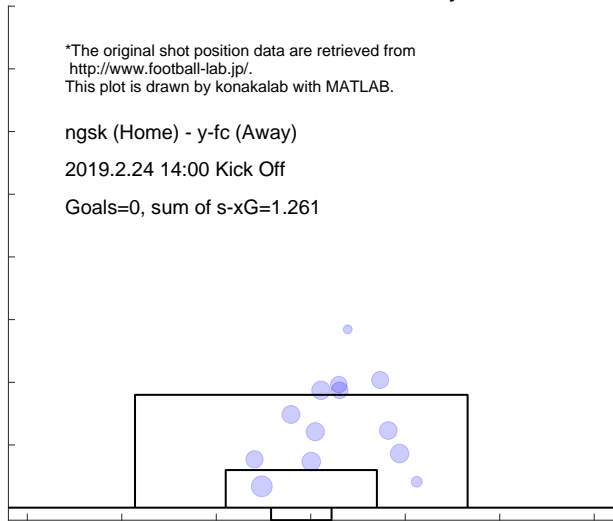 *The original shot position data are retrieved from
http://www.football-lab.jp/.
This plot is drawn by konakalab with MATLAB.
ngsk (Home) - y-fc (Away)
2019.2.24 14:00 Kick Off
Goals=0, sum of s-xG=1.261